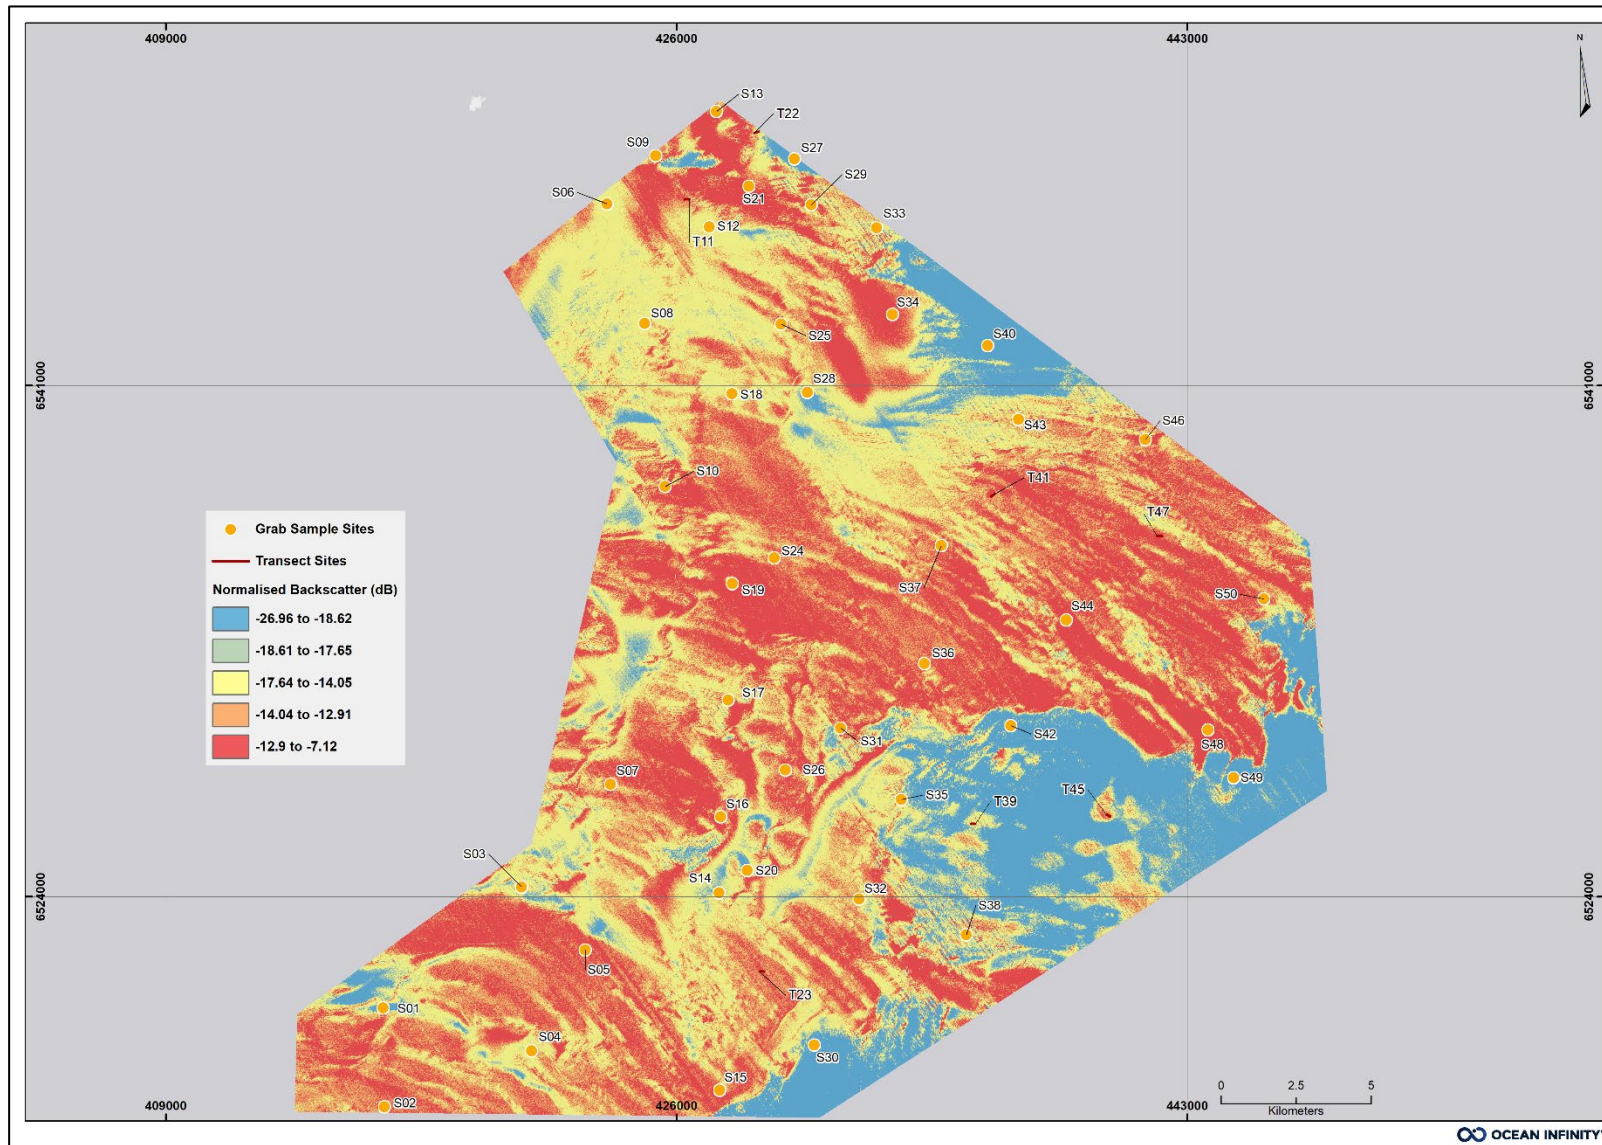 409000
426000
443000
N
S13
T22
S09
S27
S29
S06
S21
S33
S12
T11
S34
S08
S25
S40
6541000
6541000
S28
S18
S43
S46
S10
T41
T47
Grab Sample Sites
Transect Sites
Normalised Backscatter (dB)
-26.96 to -18.62
-18.61 to -17.65
-17.64 to -14.05
-14.04 to -12.91
-12.9 to -7.12
S24
S37
S19
S50
S44
S36
S17
S31
S42
S48
S26
S07
S49
S35
T39
T45
S16
S03
S20
S14
S32
6524000
6524000
S38
S05
T23
S01
S04
S30
S15
S02
0 2.5 5
Kilometers
409000
426000
443000
OCEAN INFINITY